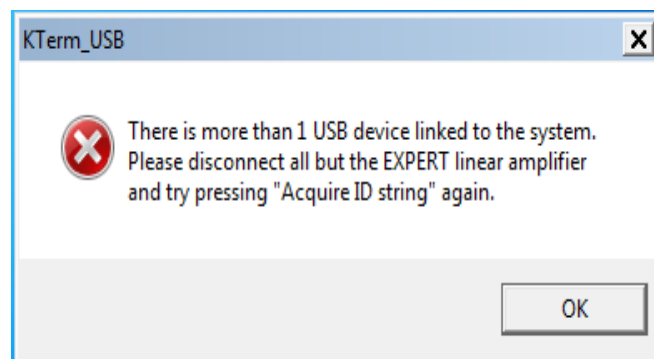 KTerm_USB
There is more than 1 USB device linked to the system.
Please disconnect all but the EXPERT linear amplifier
and try pressing "Acquire ID string" again.
OK